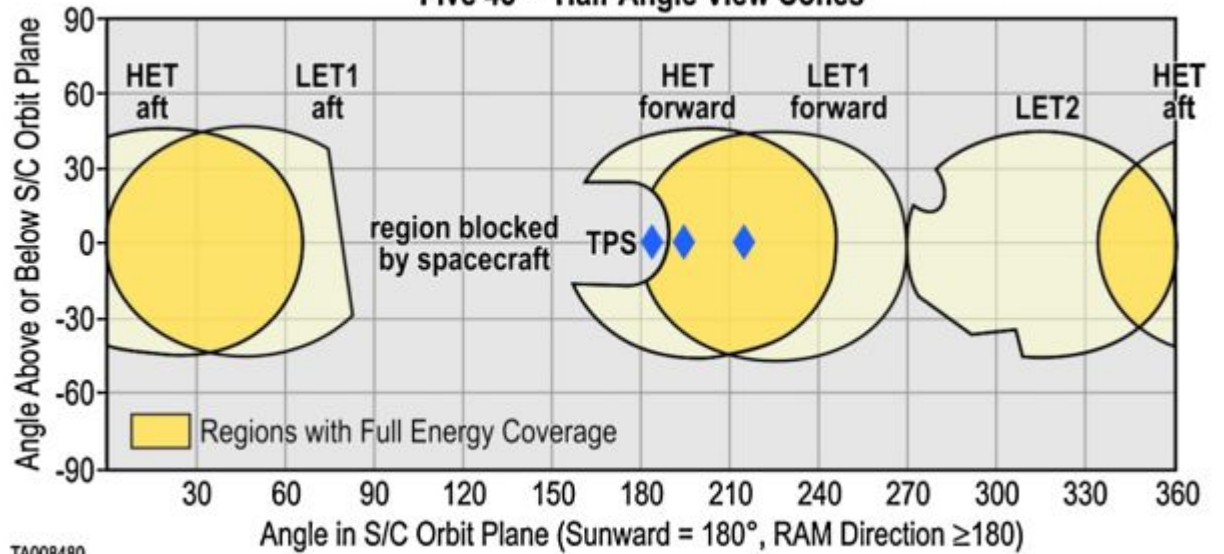 Five 45° Half-Angle View Cones
90
60
30
0
-30
-60
-90
Angle Above or Below S/C Orbit Plane
HET
aft
LET1
aft
HET
forward
LET1
forward
LET2
HET
aft
region blocked
by spacecraft
TPS
Regions with Full Energy Coverage
30 60 90 120 150 180 210 240 270 300 330 360
Angle in S/C Orbit Plane (Sunward = 180°, RAM Direction ≥180)
TA008480